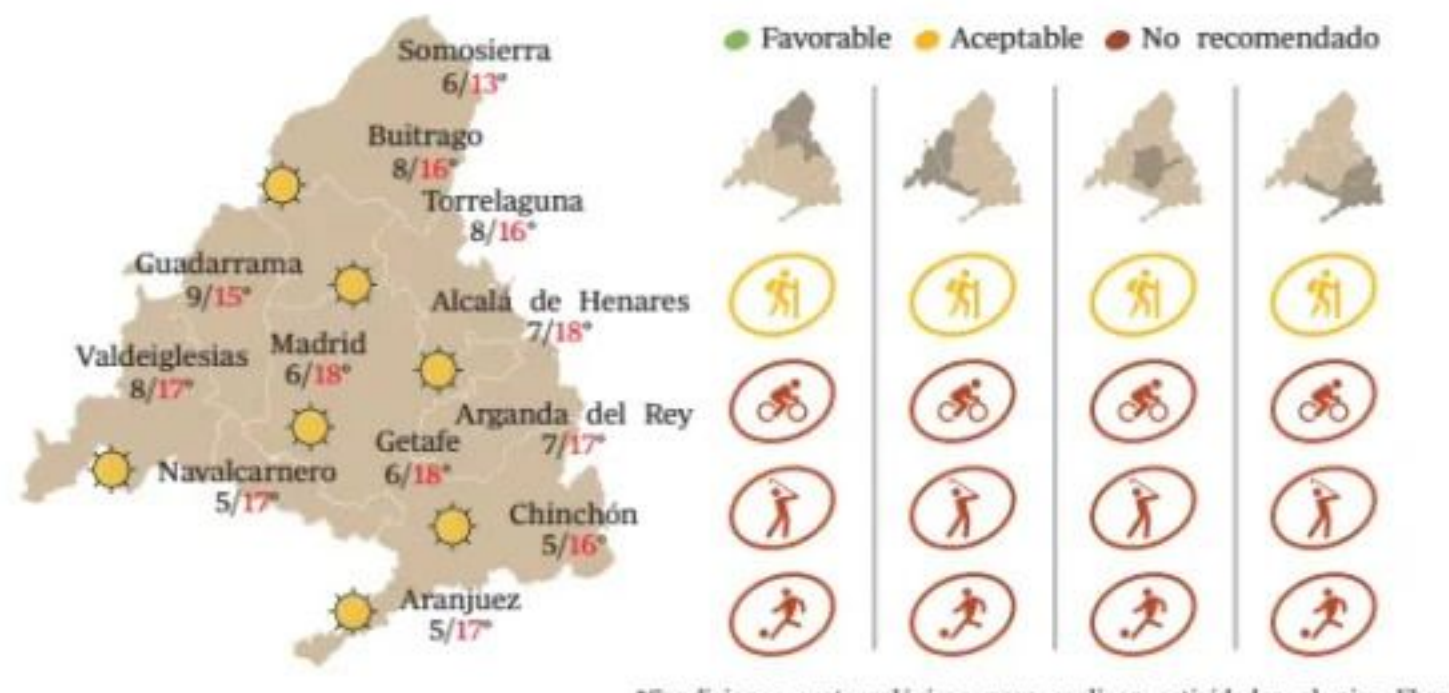 Somosierra
6/13°
Buitrago
8/16°
Torrelaguna
8/16°
Guadarrama
9/15°
Alcalá de Henares
7/18°
Valdeiglesias
8/17°
Madrid
6/18°
Arganda del Rey
7/17°
Getafe
6/18°
Navalcarnero
5/17°
Chinchón
5/16°
Aranjuez
5/17°
Favorable Aceptable No recomendado